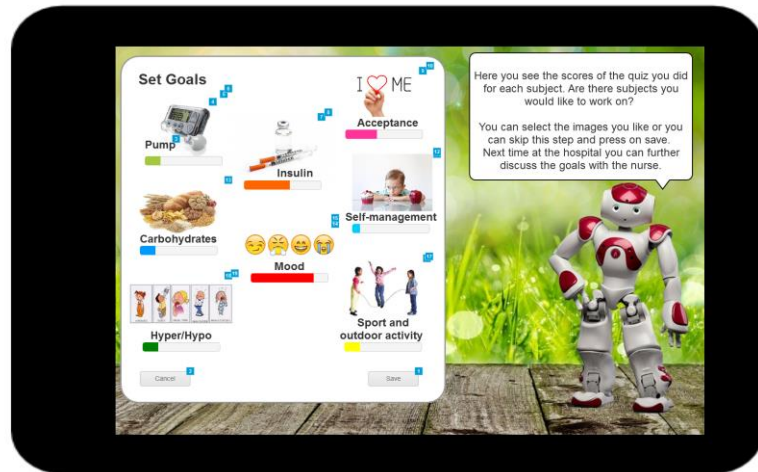 Set Goals
I ME
Acceptance
Pump
Insulin
Carbohydrates
Self-management
Mood
Hyper/Hypo
Sport and
outdoor activity
Cancel
Save
Here you see the scores of the quiz you did
for each subject. Are there subjects you
would like to work on?
You can select the images you like or you
can skip this step and press on save.
Next time at the hospital you can further
discuss the goals with the nurse.